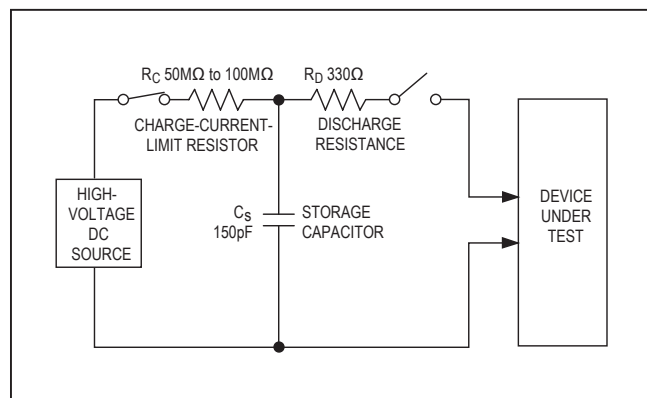 R_C 50MΩ to 100MΩ
CHARGE-CURRENT-
LIMIT RESISTOR
R_D 330Ω
DISCHARGE
RESISTANCE
HIGH-
VOLTAGE
DC
SOURCE
C_S
150pF
STORAGE
CAPACITOR
DEVICE
UNDER
TEST